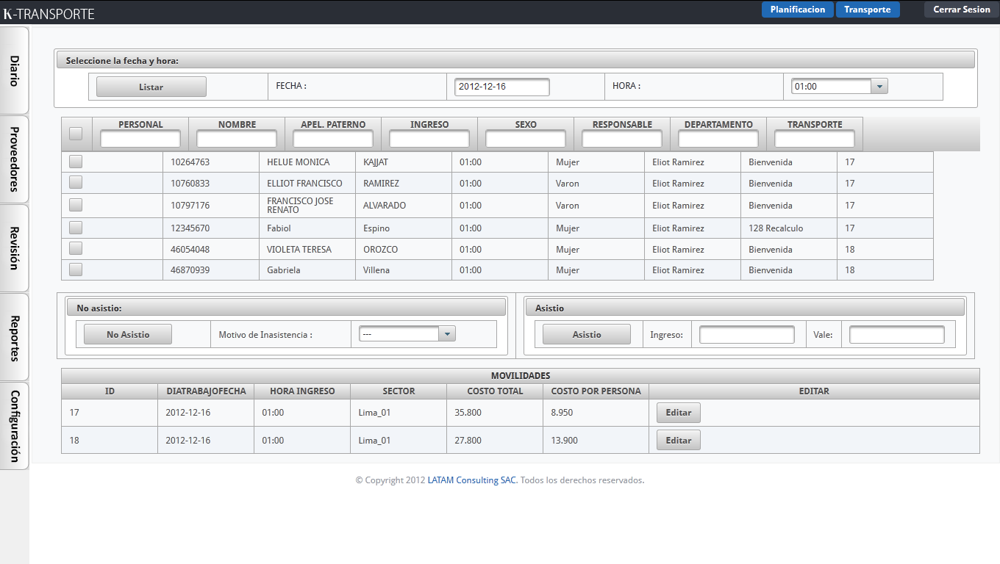 K-TRANSPORTE Planificacion Transporte Cerrar Sesion
Diario
Proveedores
Revisión
Reportes
Configuración
Seleccione la fecha y hora:
Listar FECHA : 2012-12-16 HORA : 01:00
PERSONAL NOMBRE APEL. PATERNO INGRESO SEXO RESPONSABLE DEPARTAMENTO TRANSPORTE
10264763 HELUE MONICA KAJJAT 01:00 Mujer Eliot Ramirez Bienvenida 17
10760833 ELLIOT FRANCISCO RAMIREZ 01:00 Varon Eliot Ramirez Bienvenida 17
10797176 FRANCISCO JOSE RENATO ALVARADO 01:00 Varon Eliot Ramirez Bienvenida 17
12345670 Fabiol Espino 01:00 Mujer Eliot Ramirez 128 Recalculo 17
46054048 VIOLETA TERESA OROZCO 01:00 Mujer Eliot Ramirez Bienvenida 18
46870939 Gabriela Villena 01:00 Mujer Eliot Ramirez Bienvenida 18
No asistio:
No Asistio Motivo de Inasistencia : ---
Asistio
Asistio Ingreso: Vale:
MOVILIDADES
ID DIATRABAJOFECHA HORA INGRESO SECTOR COSTO TOTAL COSTO POR PERSONA EDITAR
17 2012-12-16 01:00 Lima_01 35.800 8.950 Editar
18 2012-12-16 01:00 Lima_01 27.800 13.900 Editar
© Copyright 2012 LATAM Consulting SAC. Todos los derechos reservados.